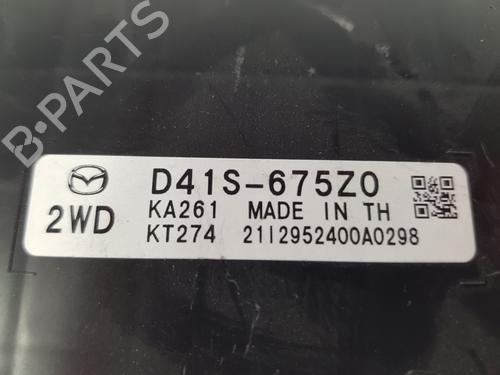 B-PARTS
D41S-675Z0
2WD
KA261 MADE IN TH
KT274 21I2952400A0298